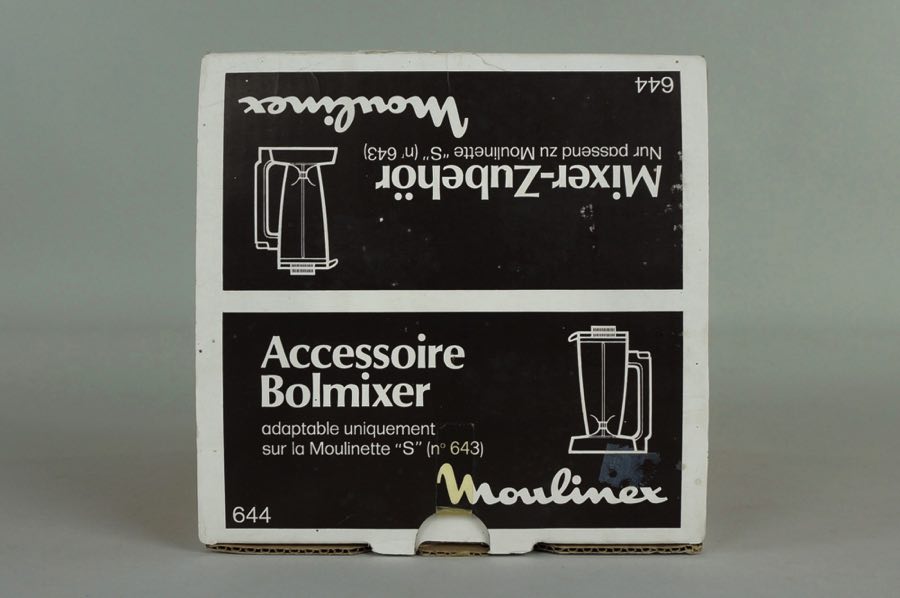 644
Moulinex
Nur passend zu Moulinette "S" (nr 643)
Mixer-Zubehör
Accessoire
Bolmixer
adaptable uniquement
sur la Moulinette "S" (n° 643)
Moulinex
644